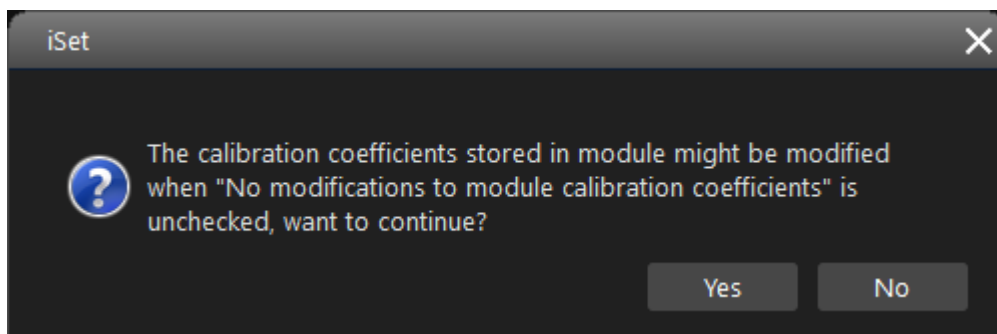 iSet
The calibration coefficients stored in module might be modified
when "No modifications to module calibration coefficients" is
unchecked, want to continue?
Yes No